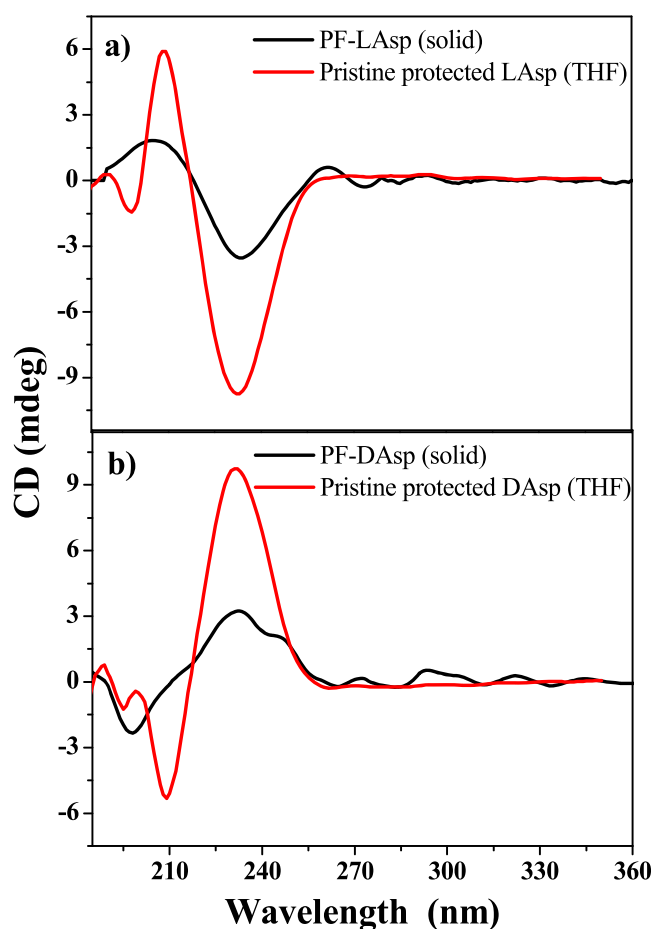 a)
PF-LAsp (solid)
Pristine protected LAsp (THF)
6
3
0
-3
-6
-9
CD (mdeg)
b)
PF-DAsp (solid)
Pristine protected DAsp (THF)
9
6
3
0
-3
-6
210 240 270 300 330 360
Wavelength (nm)